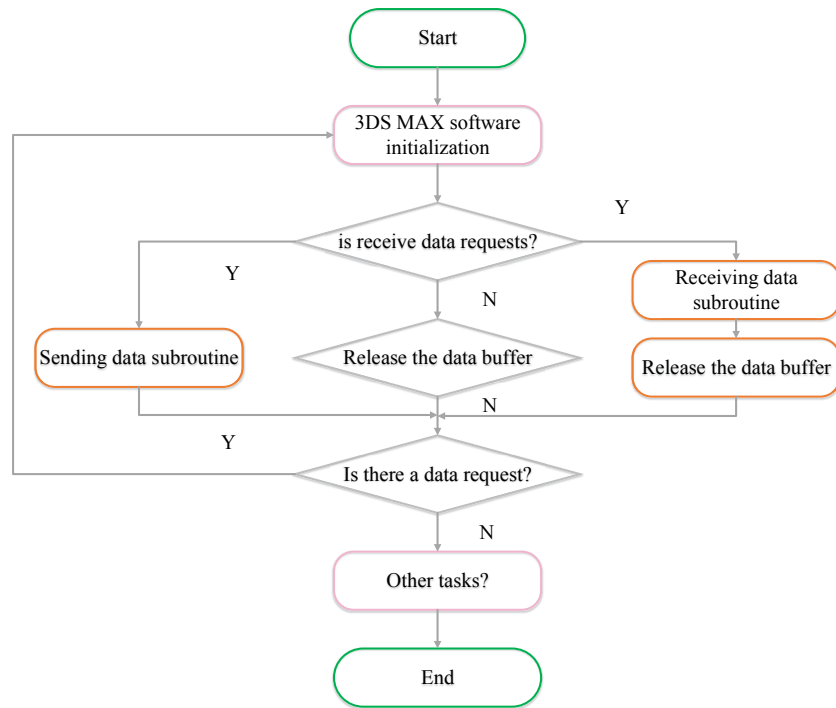 Start
3DS MAX software
initialization
Y
is receive data requests?
Y
Receiving data
subroutine
N
Sending data subroutine
Release the data buffer
Release the data buffer
N
Y
Is there a data request?
N
Other tasks?
End